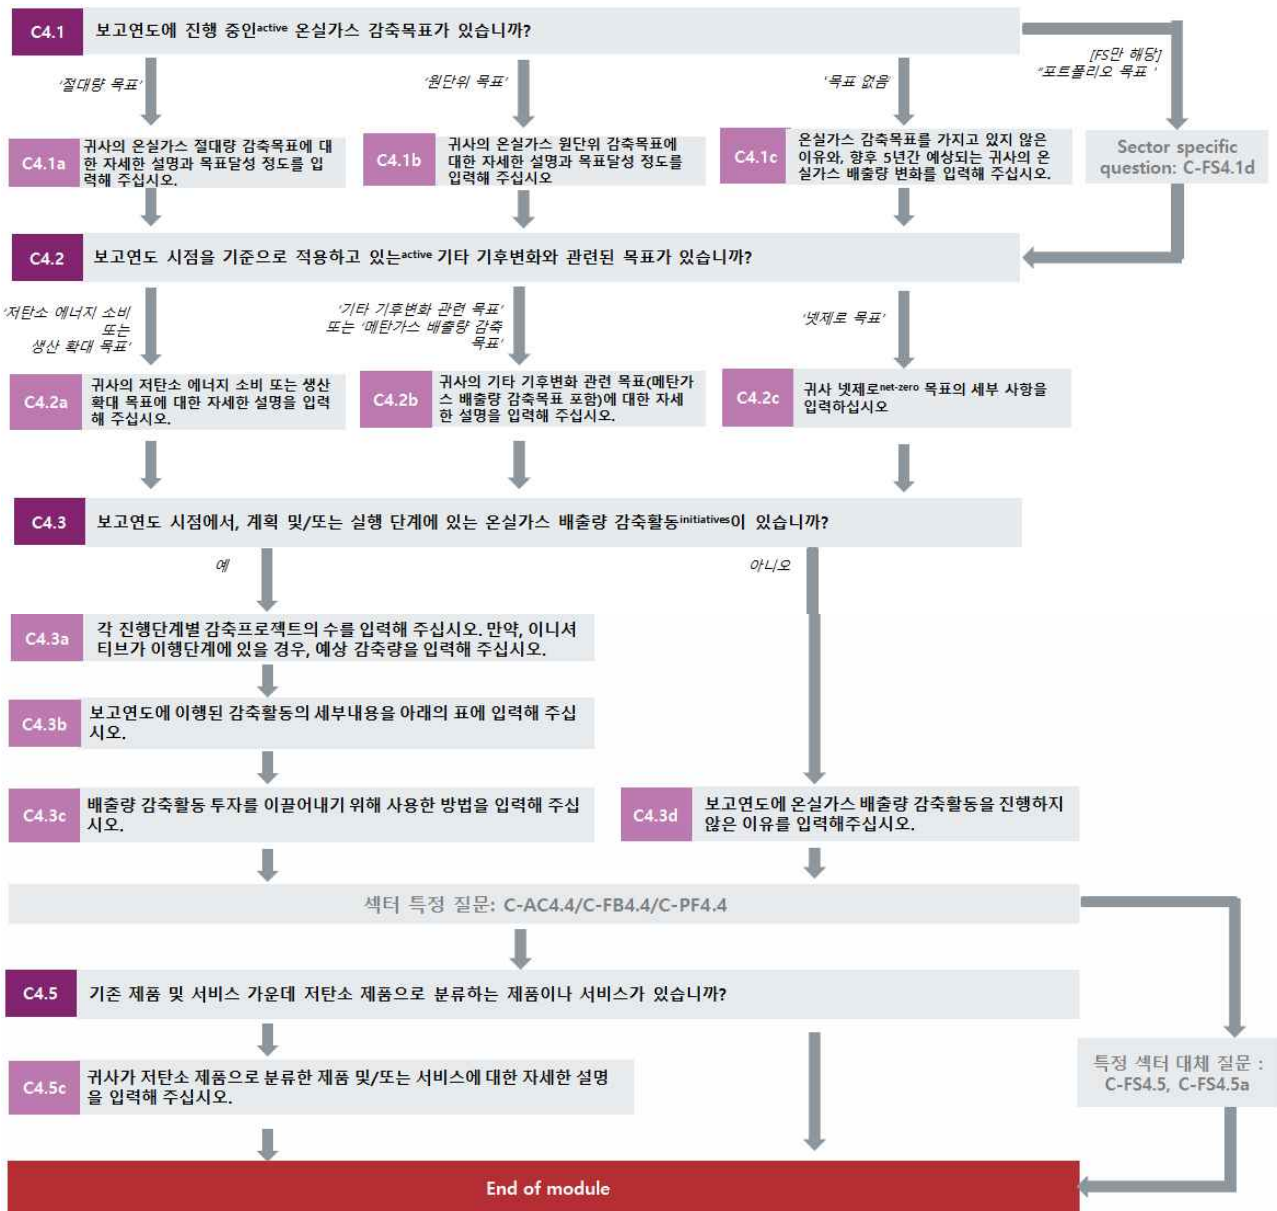 C4.1
보고연도에 진행 중인active 온실가스 감축목표가 있습니까?
'절대량 목표'
'원단위 목표'
'목표 없음'
[FS만 해당]
"포트폴리오 목표 '
C4.1a
귀사의 온실가스 절대량 감축목표에 대
한 자세한 설명과 목표달성 정도를 입
력해 주십시오.
C4.1b
귀사의 온실가스 원단위 감축목표에
대한 자세한 설명과 목표달성 정도를
입력해 주십시오
C4.1c
온실가스 감축목표를 가지고 있지 않은
이유와, 향후 5년간 예상되는 귀사의 온
실가스 배출량 변화를 입력해 주십시오.
Sector specific
question: C-FS4.1d
C4.2
보고연도 시점을 기준으로 적용하고 있는active 기타 기후변화와 관련된 목표가 있습니까?
'저탄소 에너지 소비
또는
생산 확대 목표'
'기타 기후변화 관련 목표'
또는 '메탄가스 배출량 감축
목표'
'넷제로 목표'
C4.2a
귀사의 저탄소 에너지 소비 또는 생산
확대 목표에 대한 자세한 설명을 입력
해 주십시오.
C4.2b
귀사의 기타 기후변화 관련 목표(메탄가
스 배출량 감축목표 포함)에 대한 자세
한 설명을 입력해 주십시오.
C4.2c
귀사 넷제로net-zero 목표의 세부 사항을
입력하십시오
C4.3
보고연도 시점에서, 계획 및/또는 실행 단계에 있는 온실가스 배출량 감축활동initiatives이 있습니까?
예
아니오
C4.3a
각 진행단계별 감축프로젝트의 수를 입력해 주십시오. 만약, 이니셔
티브가 이행단계에 있을 경우, 예상 감축량을 입력해 주십시오.
C4.3b
보고연도에 이행된 감축활동의 세부내용을 아래의 표에 입력해 주십
시오.
C4.3c
배출량 감축활동 투자를 이끌어내기 위해 사용한 방법을 입력해 주십
시오.
C4.3d
보고연도에 온실가스 배출량 감축활동을 진행하지
않은 이유를 입력해주십시오.
섹터 특정 질문: C-AC4.4/C-FB4.4/C-PF4.4
C4.5
기존 제품 및 서비스 가운데 저탄소 제품으로 분류하는 제품이나 서비스가 있습니까?
C4.5c
귀사가 저탄소 제품으로 분류한 제품 및/또는 서비스에 대한 자세한 설명
을 입력해 주십시오.
특정 섹터 대체 질문 :
C-FS4.5, C-FS4.5a
End of module